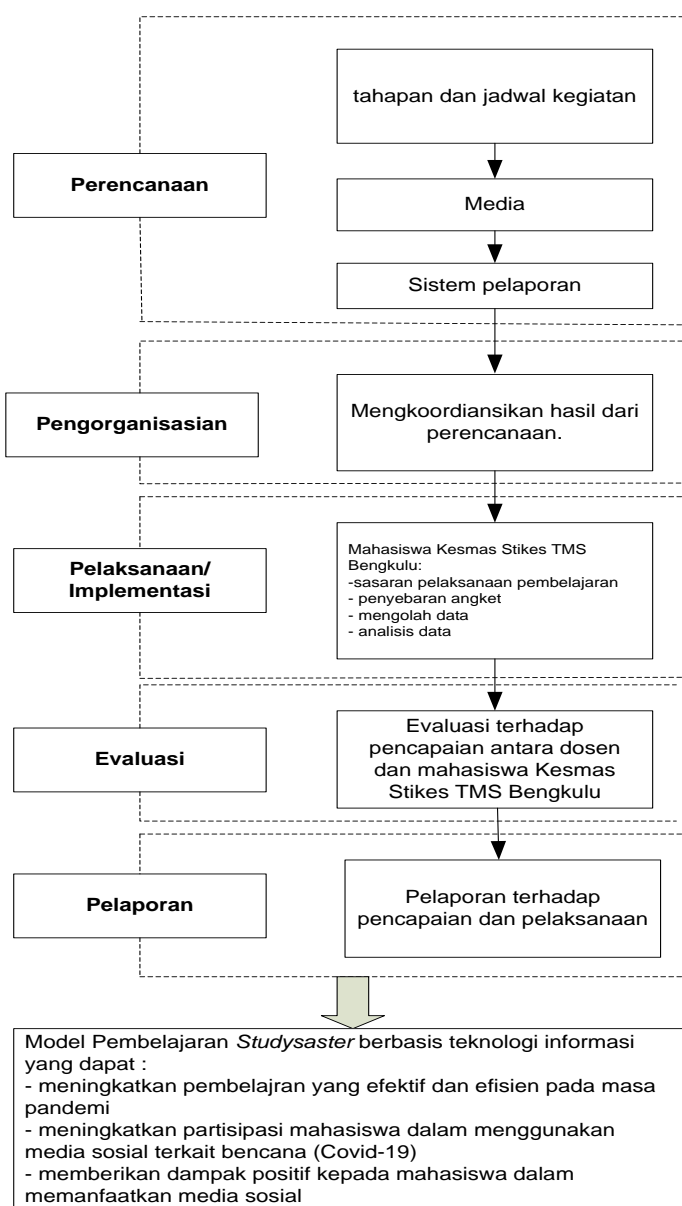 tahapan dan jadwal kegiatan
Perencanaan
Media
Sistem pelaporan
Pengorganisasian
Mengkoordiansikan hasil dari
perencanaan.
Pelaksanaan/
Implementasi
Mahasiswa Kesmas Stikes TMS
Bengkulu:
-sasaran pelaksanaan pembelajaran
- penyebaran angket
- mengolah data
- analisis data
Evaluasi
Evaluasi terhadap
pencapaian antara dosen
dan mahasiswa Kesmas
Stikes TMS Bengkulu
Pelaporan
Pelaporan terhadap
pencapaian dan pelaksanaan
Model Pembelajaran Studysaster berbasis teknologi informasi
yang dapat :
- meningkatkan pembelajran yang efektif dan efisien pada masa
pandemi
- meningkatkan partisipasi mahasiswa dalam menggunakan
media sosial terkait bencana (Covid-19)
- memberikan dampak positif kepada mahasiswa dalam
memanfaatkan media sosial